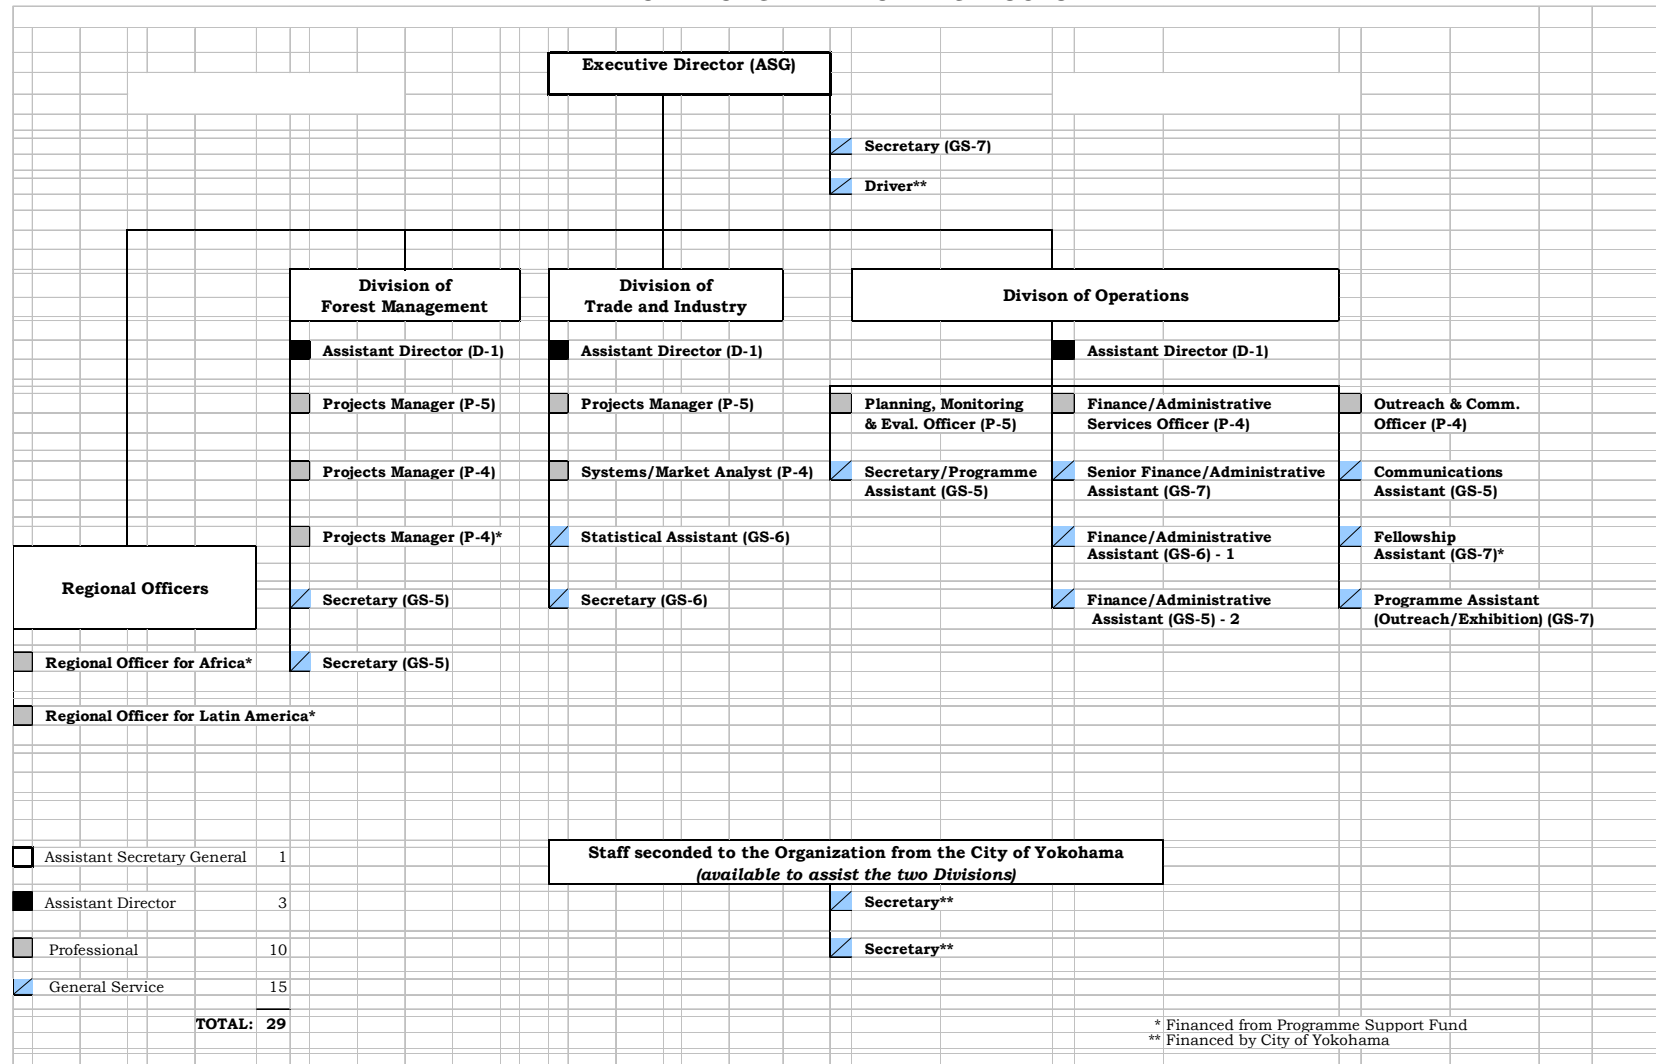 Executive Director (ASG)
Secretary (GS-7)
Driver**
Division of
Forest Management
Division of
Trade and Industry
Divison of Operations
Assistant Director (D-1)
Assistant Director (D-1)
Assistant Director (D-1)
Projects Manager (P-5)
Projects Manager (P-5)
Planning, Monitoring
& Eval. Officer (P-5)
Finance/Administrative
Services Officer (P-4)
Outreach & Comm.
Officer (P-4)
Projects Manager (P-4)
Systems/Market Analyst (P-4)
Secretary/Programme
Assistant (GS-5)
Senior Finance/Administrative
Assistant (GS-7)
Communications
Assistant (GS-5)
Projects Manager (P-4)*
Statistical Assistant (GS-6)
Finance/Administrative
Assistant (GS-6) - 1
Fellowship
Assistant (GS-7)*
Regional Officers
Secretary (GS-5)
Secretary (GS-6)
Finance/Administrative
Assistant (GS-5) - 2
Programme Assistant
(Outreach/Exhibition) (GS-7)
Regional Officer for Africa*
Secretary (GS-5)
Regional Officer for Latin America*
Staff seconded to the Organization from the City of Yokohama
(available to assist the two Divisions)
Secretary**
Secretary**
Assistant Secretary General 1
Assistant Director 3
Professional 10
General Service 15
TOTAL: 29
* Financed from Programme Support Fund
** Financed by City of Yokohama